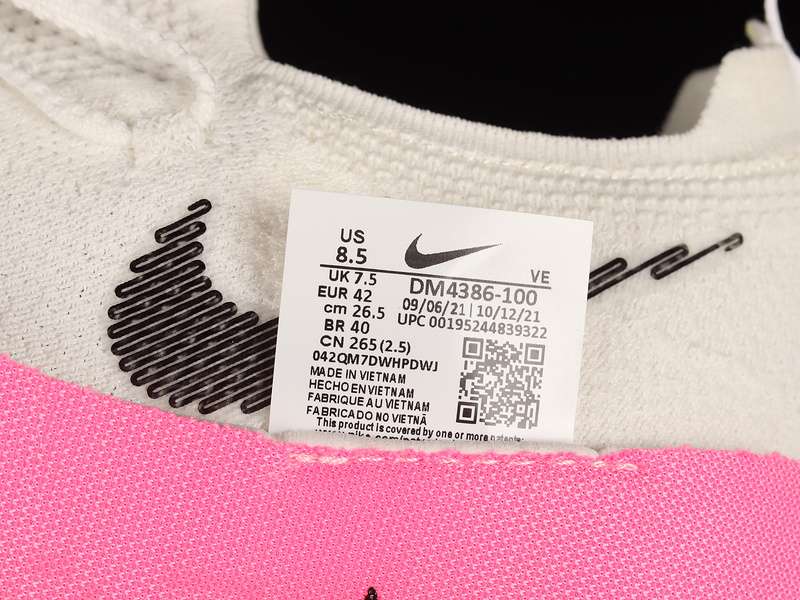 US
8.5
VE
UK 7.5
DM4386-100
EUR 42
09/06/21 | 10/12/21
cm 26.5
UPC 00195244839322
BR 40
CN 265 (2.5)
042QM7DWHPDWJ
MADE IN VIETNAM
HECHO EN VIETNAM
FABRIQUE AU VIETNAM
FABRICADO NO VIETNÃ
This product is covered by one or more patents: